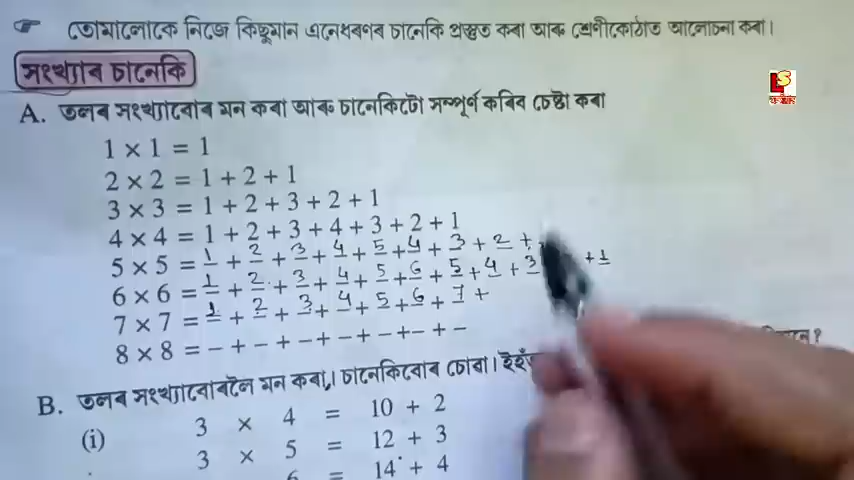 ☞ তোমালোকে নিজে কিছুমান এনেধৰণৰ চানেকি প্ৰস্তুত কৰা আৰু শ্ৰেণীকোঠাত আলোচনা কৰা।
সংখ্যাৰ চানেকি
LS
A. তলৰ সংখ্যাবোৰ মন কৰা আৰু চানেকিটো সম্পূৰ্ণ কৰিব চেষ্টা কৰা
1 × 1 = 1
2 × 2 = 1 + 2 + 1
3 × 3 = 1 + 2 + 3 + 2 + 1
4 × 4 = 1 + 2 + 3 + 4 + 3 + 2 + 1
5 × 5 = 1 + 2 + 3 + 4 + 5 + 4 + 3 + 2 +
6 × 6 = 1 + 2 + 3 + 4 + 5 + 6 + 5 + 4 + 3 + 1
7 × 7 = 1 + 2 + 3 + 4 + 5 + 6 + 7 +
8 × 8 = – + – + – + – + – + – + –
B. তলৰ সংখ্যাবোৰলৈ মন কৰা, চানেকিবোৰ চোৱা।
(i) 3 × 4 = 10 + 2
3 × 5 = 12 + 3
6 = 14 + 4